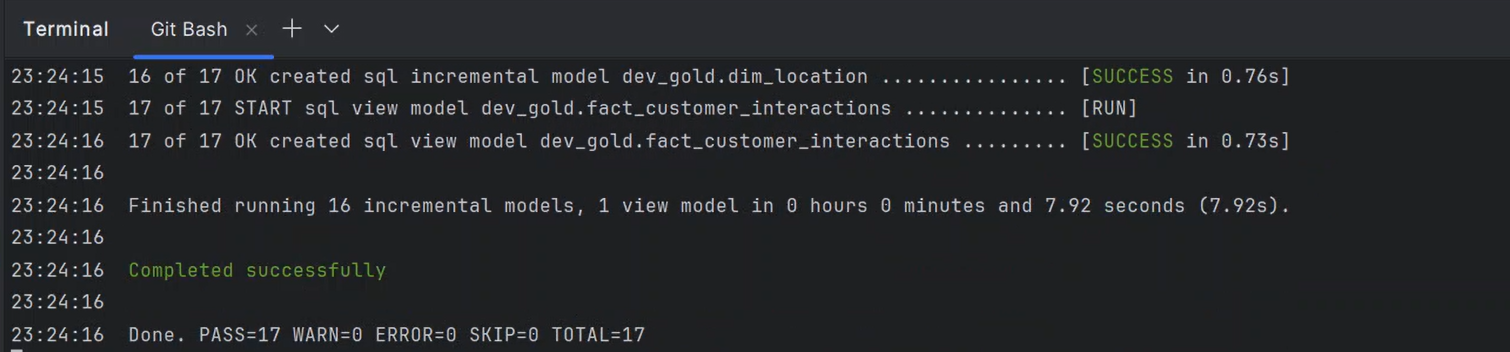 Terminal Git Bash
23:24:15 16 of 17 OK created sql incremental model dev_gold.dim_location ................ [SUCCESS in 0.76s]
23:24:15 17 of 17 START sql view model dev_gold.fact_customer_interactions .............. [RUN]
23:24:16 17 of 17 OK created sql view model dev_gold.fact_customer_interactions ......... [SUCCESS in 0.73s]
23:24:16
23:24:16 Finished running 16 incremental models, 1 view model in 0 hours 0 minutes and 7.92 seconds (7.92s).
23:24:16
23:24:16 Completed successfully
23:24:16
23:24:16 Done. PASS=17 WARN=0 ERROR=0 SKIP=0 TOTAL=17